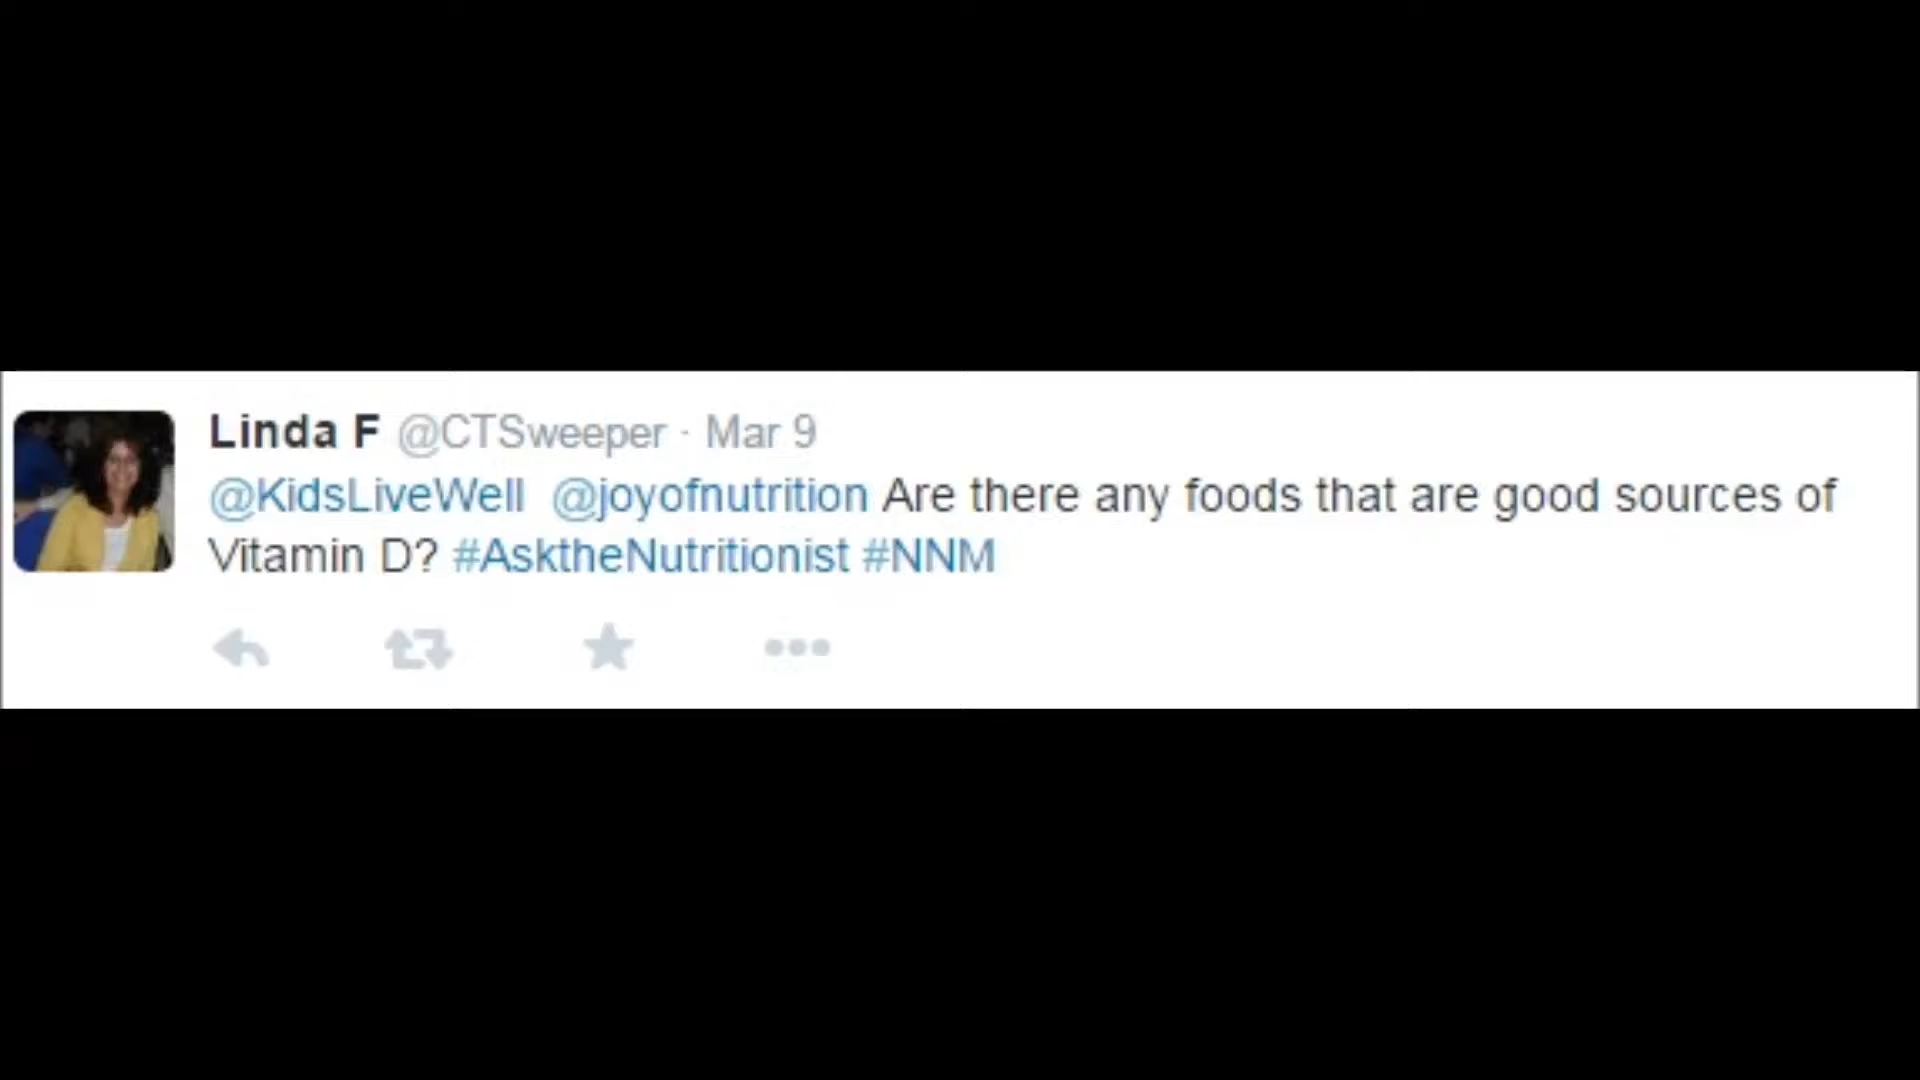 Linda F @CTSweeper · Mar 9
@KidsLiveWell @joyofnutrition Are there any foods that are good sources of
Vitamin D? #AsktheNutritionist #NNM